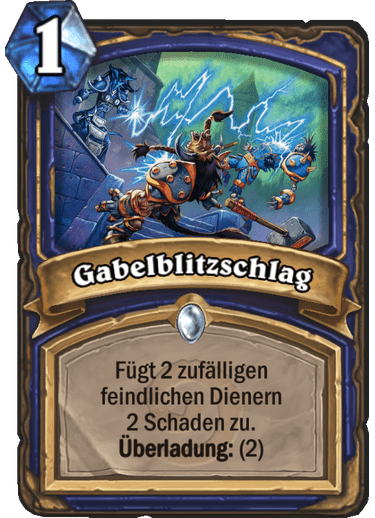 1
Gabelblitzschlag
Fügt 2 zufälligen
feindlichen Dienern
2 Schaden zu.
Überladung: (2)